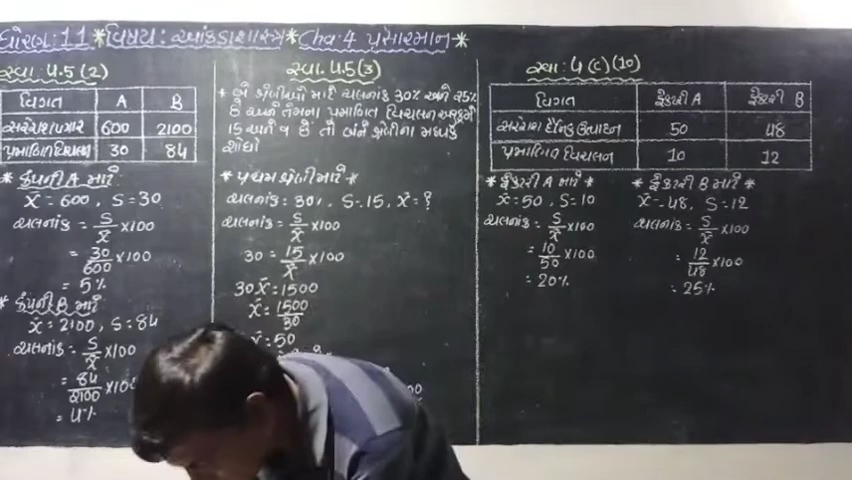 ધોરણ: 11 * વિષય: આંકડાશાસ્ત્ર * Cha: 4 પ્રસારમાન *
સ્વા. 4.5 (2)
વિગત A B
સરેરાશ પગાર 600 2100
પ્રમાણિત વિચલન 30 84
* કંપની A માટે
x̄ = 600, S = 30
ચલનાંક = S/x̄ × 100
= 30/600 × 100
= 5%
* કંપની B માટે
x̄ = 2100, S = 84
ચલનાંક = S/x̄ × 100
= 84/2100 × 100
= 4%
સ્વા. 4.5 (3)
* બે શ્રેણીઓ માટે ચલનાંક 30% અને 25%
છે અને તેમના પ્રમાણિત વિચલન અનુક્રમે
15 અને 9 છે તો બંને શ્રેણીના મધ્યક
શોધો
* પ્રથમ શ્રેણી માટે *
ચલનાંક = 30%, S = 15, x̄ = ?
ચલનાંક = S/x̄ × 100
30 = 15/x̄ × 100
30x̄ = 1500
x̄ = 1500/30
x̄ = 50
સ્વા: 4 (c) (10)
વિગત ફેક્ટરી A ફેક્ટરી B
સરેરાશ દૈનિક ઉત્પાદન 50 48
પ્રમાણિત વિચલન 10 12
* ફેક્ટરી A માટે *
x̄ = 50, S = 10
ચલનાંક = S/x̄ × 100
= 10/50 × 100
= 20%
* ફેક્ટરી B માટે *
x̄ = 48, S = 12
ચલનાંક = S/x̄ × 100
= 12/48 × 100
= 25%